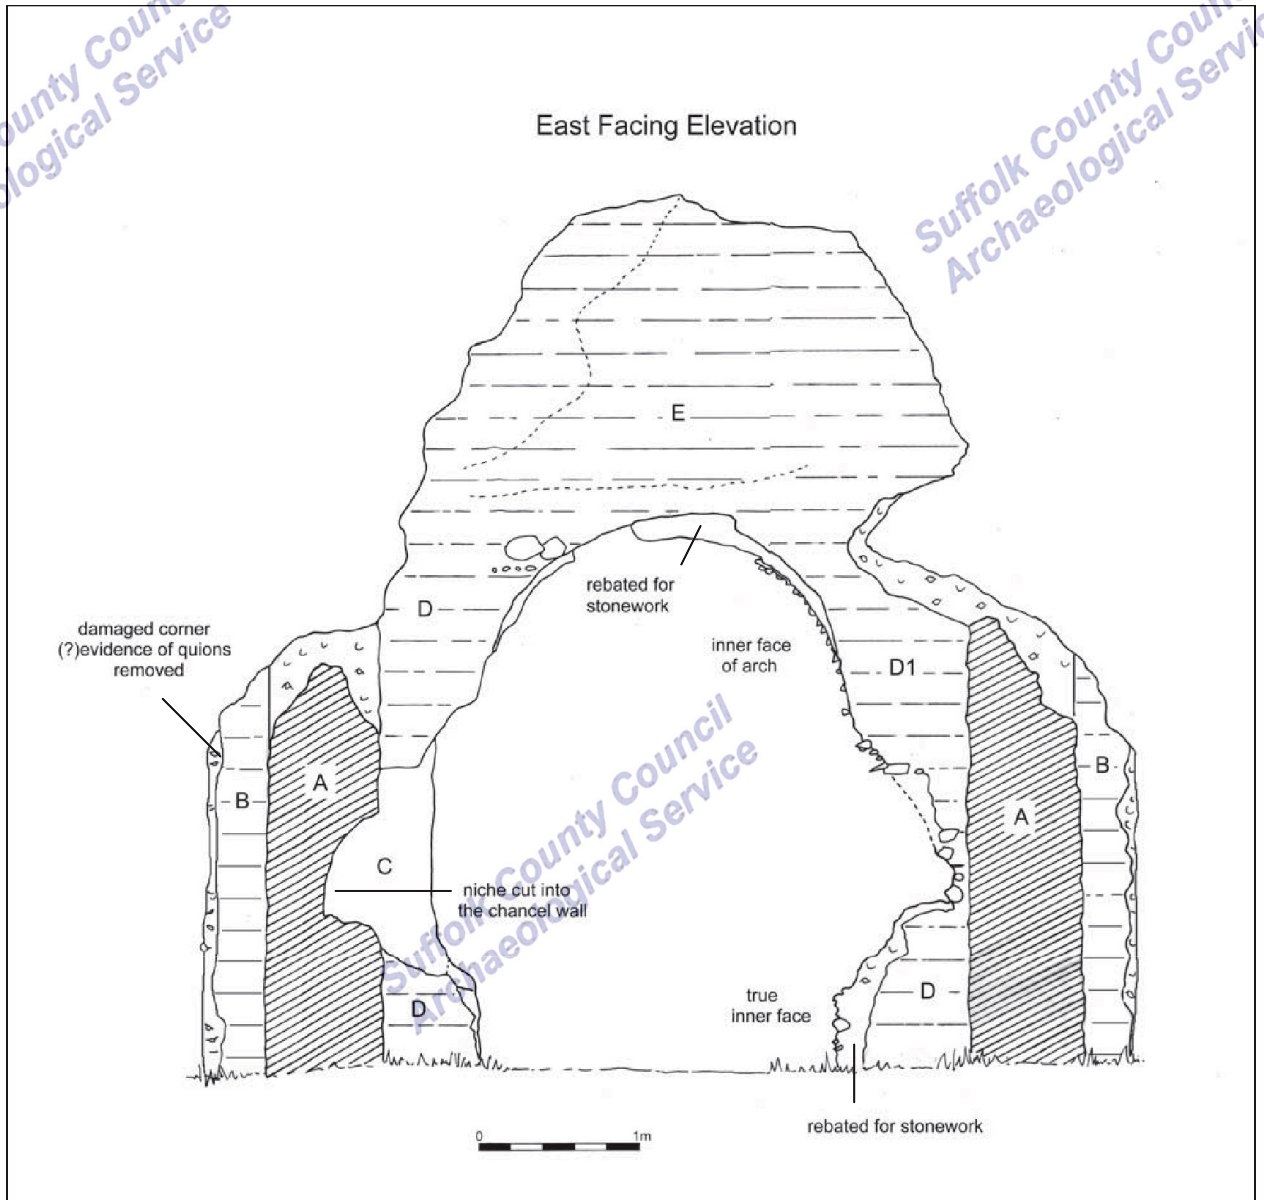 Suffolk County Council
Archaeological Service
East Facing Elevation
E
rebated for
stonework
D
damaged corner
(?)evidence of quions
removed
inner face
of arch
D1
A
B
B
A
C
niche cut into
the chancel wall
Suffolk County Council
Archaeological Service
D
true
inner face
D
rebated for stonework
0 1m